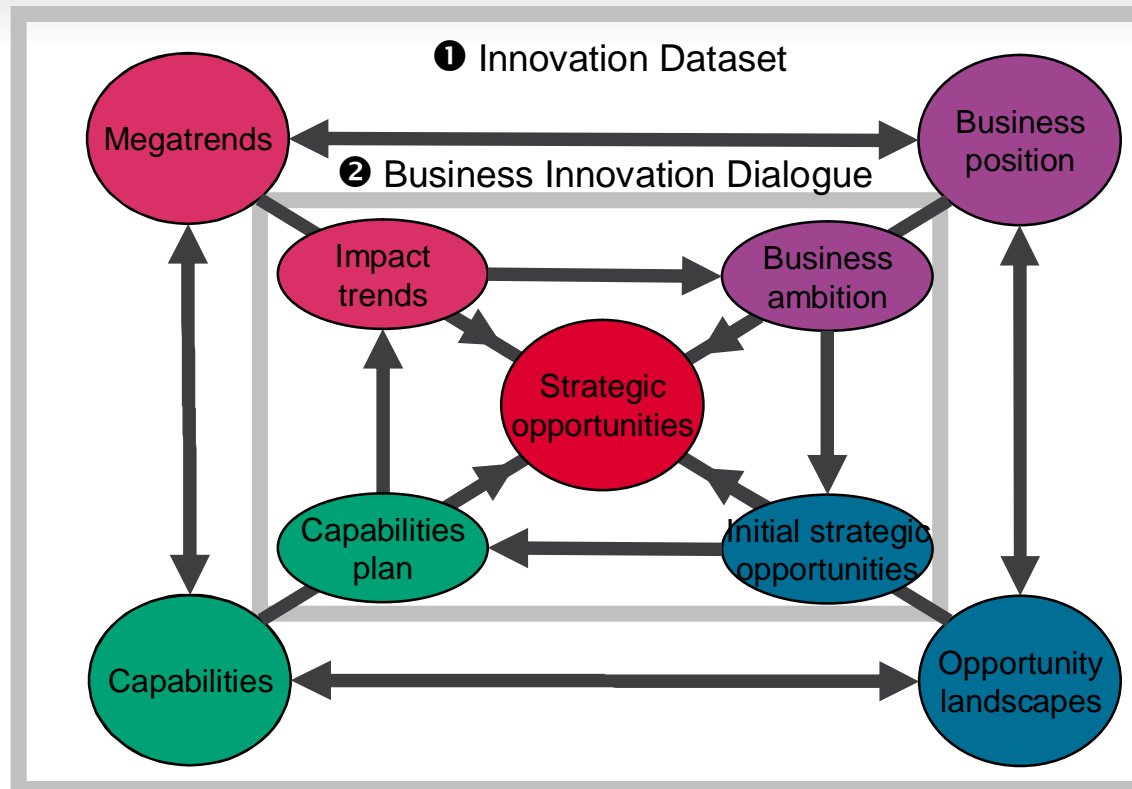 ❶ Innovation Dataset
Megatrends
Business
position
❷ Business Innovation Dialogue
Impact
trends
Business
ambition
Strategic
opportunities
Capabilities
plan
Initial strategic
opportunities
Capabilities
Opportunity
landscapes